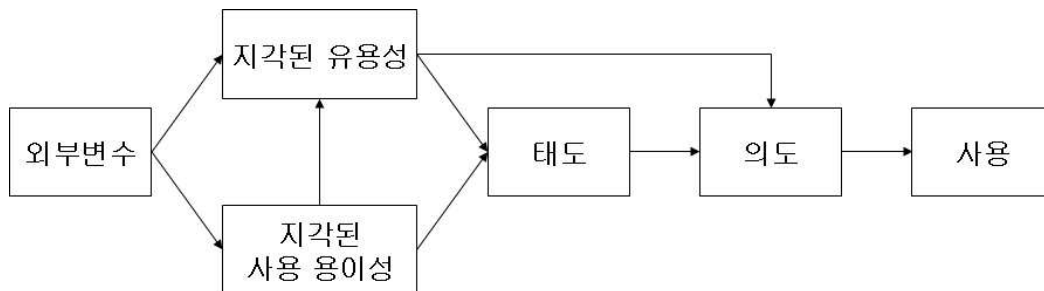 지각된 유용성
외부변수
태도
의도
사용
지각된
사용 용이성